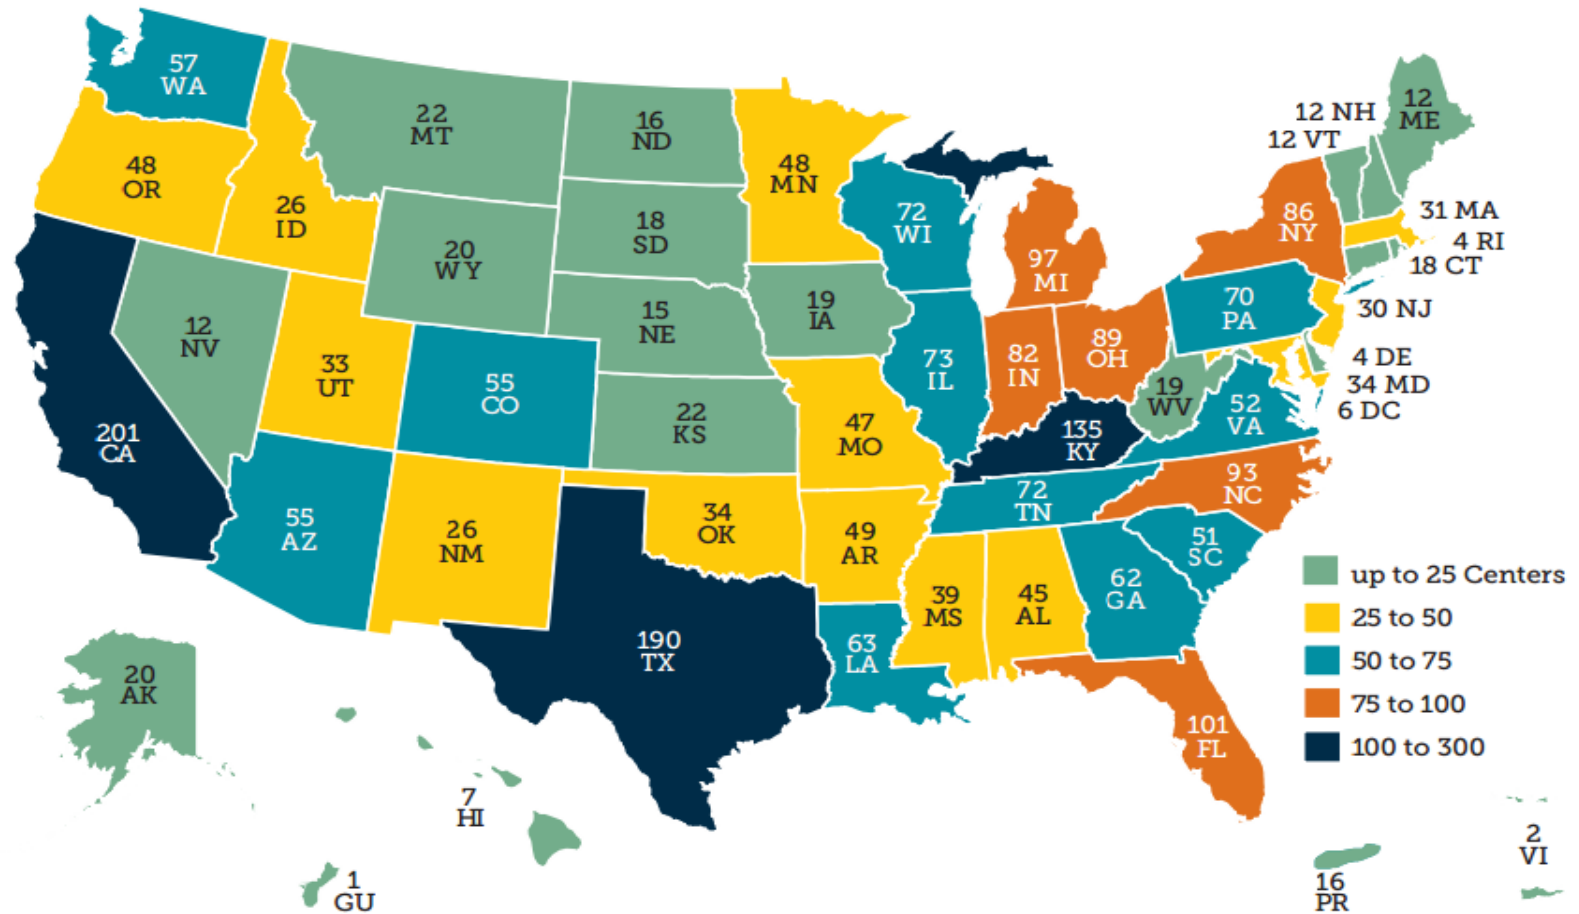 57
WA
22
MT
16
ND
48
MN
12 NH
12 VT
12
ME
48
OR
26
ID
20
WY
18
SD
72
WI
97
MI
86
NY
31 MA
4 RI
18 CT
30 NJ
12
NV
33
UT
55
CO
15
NE
19
IA
73
IL
82
IN
89
OH
70
PA
4 DE
34 MD
6 DC
19
WV
52
VA
201
CA
22
KS
47
MO
135
KY
93
NC
55
AZ
26
NM
34
OK
49
AR
72
TN
51
SC
39
MS
45
AL
62
GA
190
TX
63
LA
101
FL
20
AK
7
HI
1
GU
16
PR
2
VI
up to 25 Centers
25 to 50
50 to 75
75 to 100
100 to 300